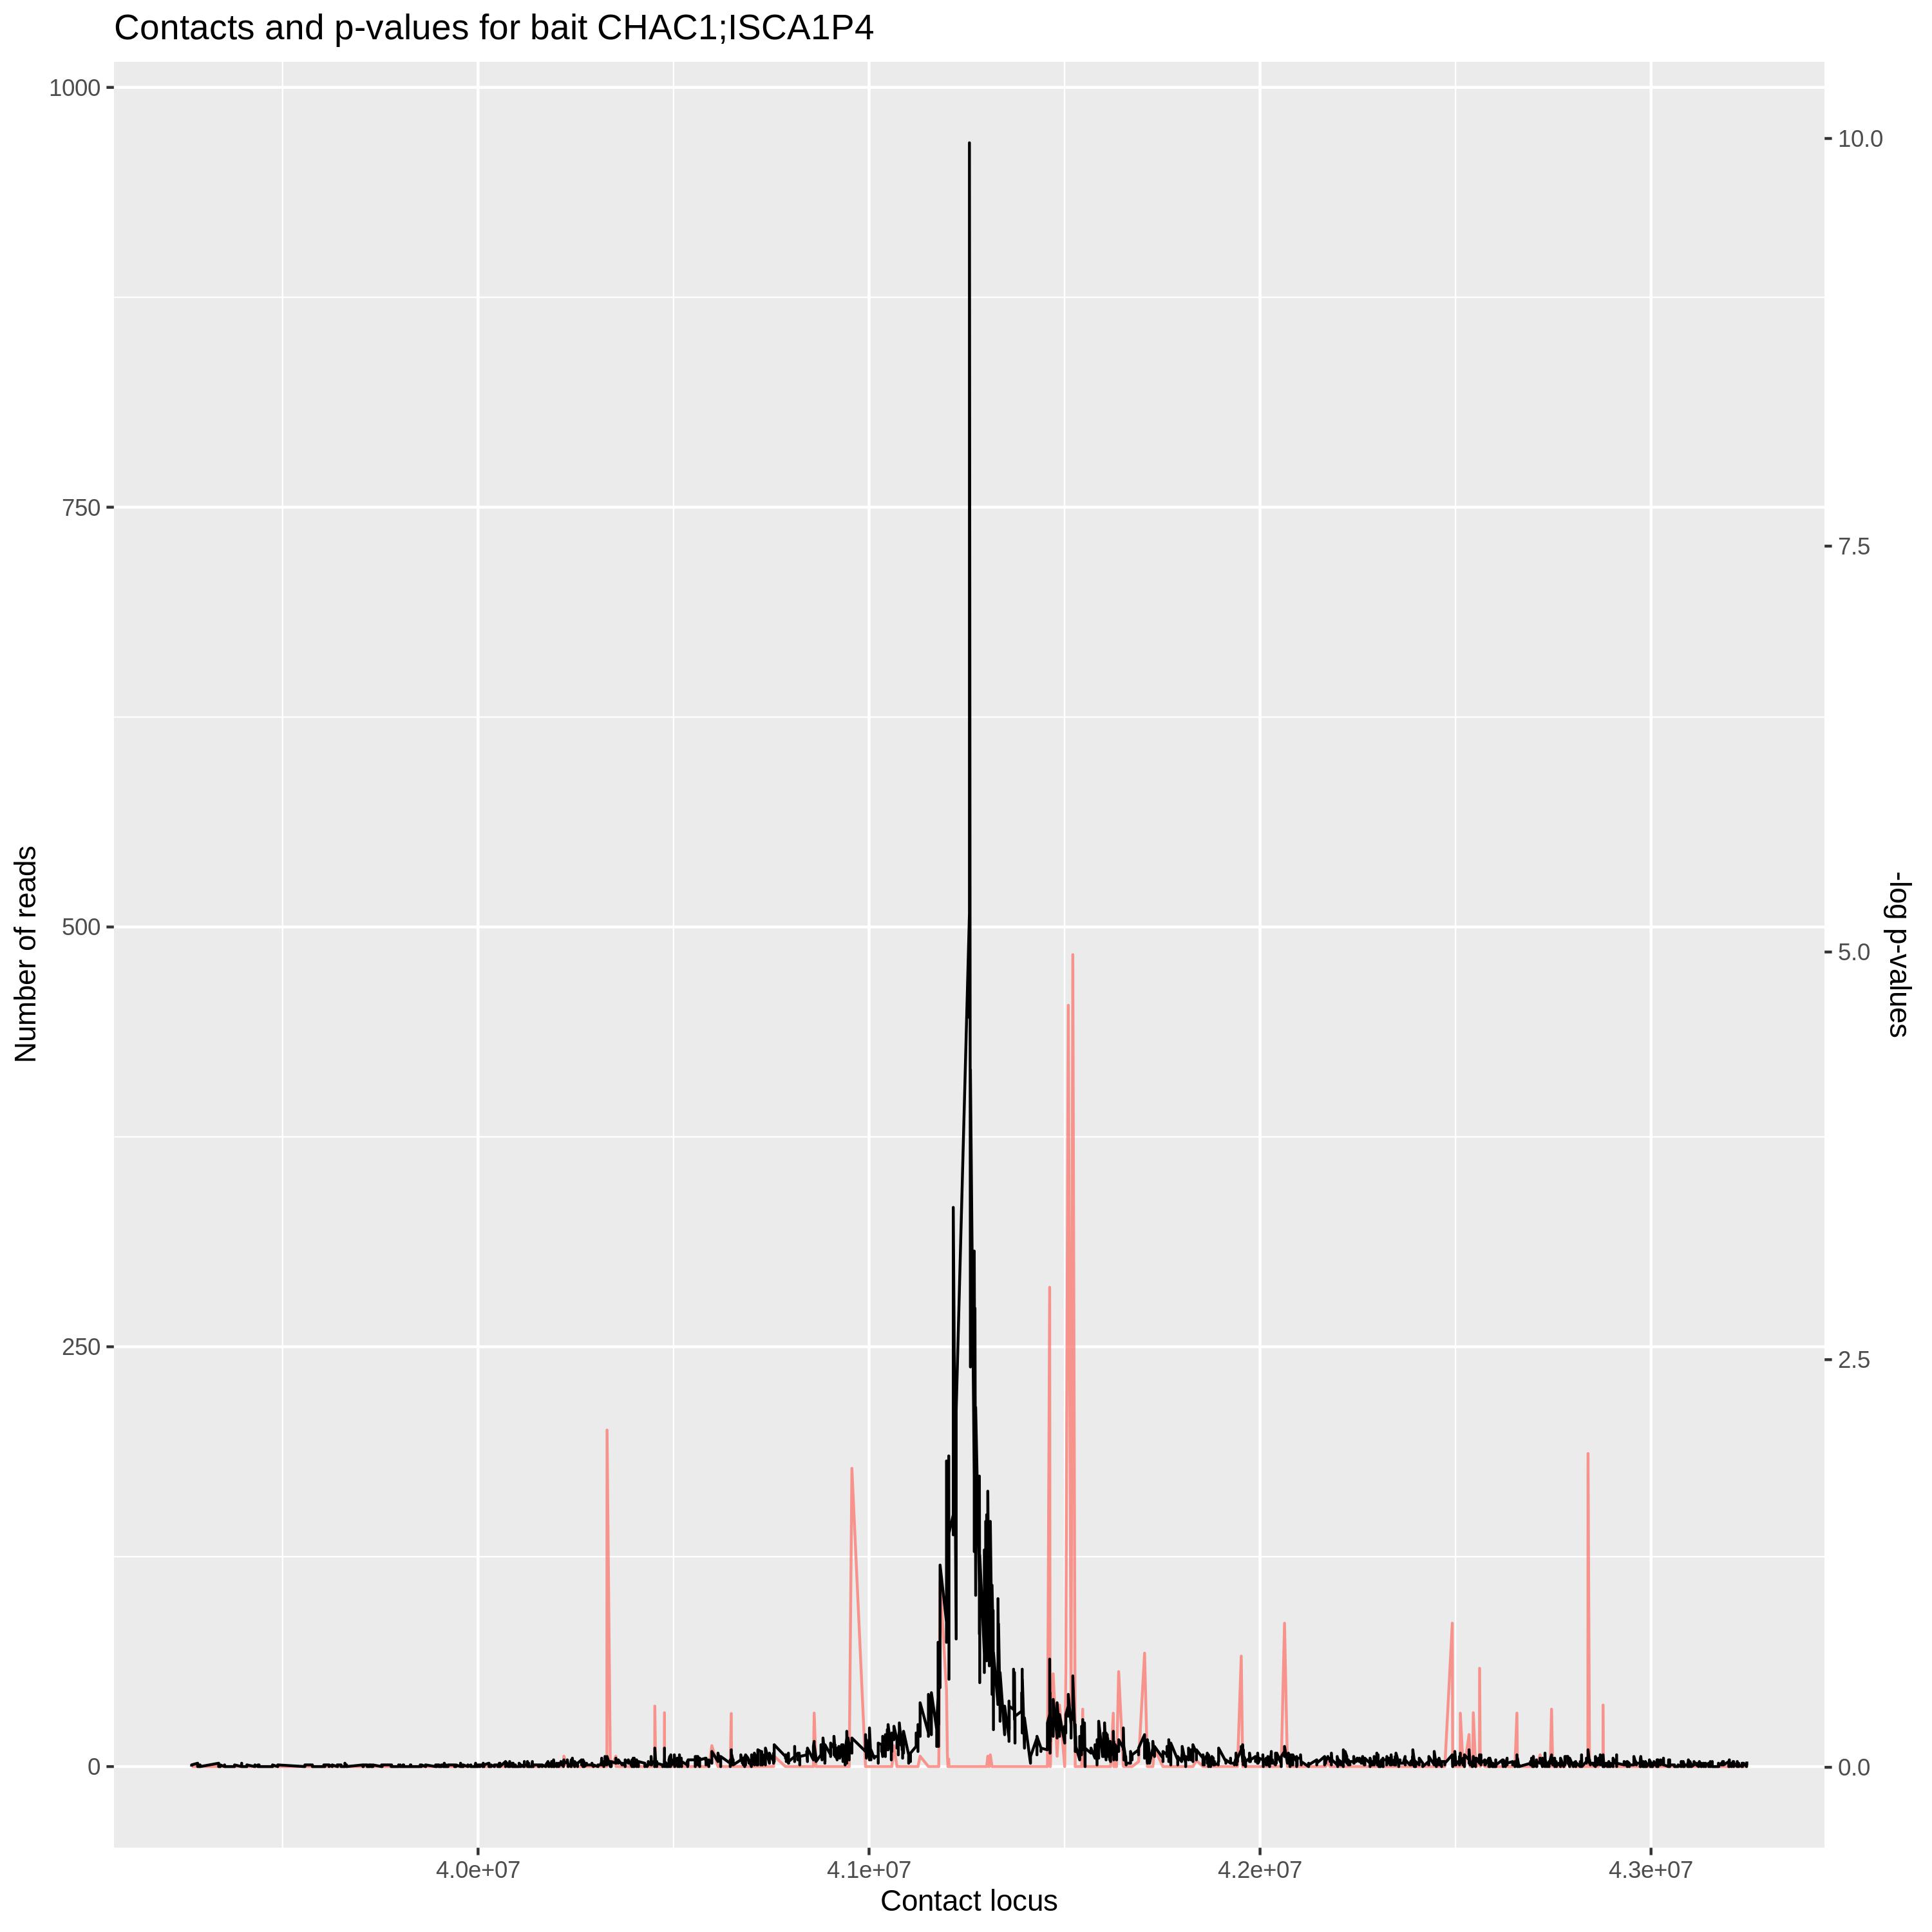 Contacts and p-values for bait CHAC1;ISCA1P4
1000
750
500
250
0
Number of reads
10.0
7.5
5.0
2.5
0.0
-log p-values
4.0e+07
4.1e+07
4.2e+07
4.3e+07
Contact locus